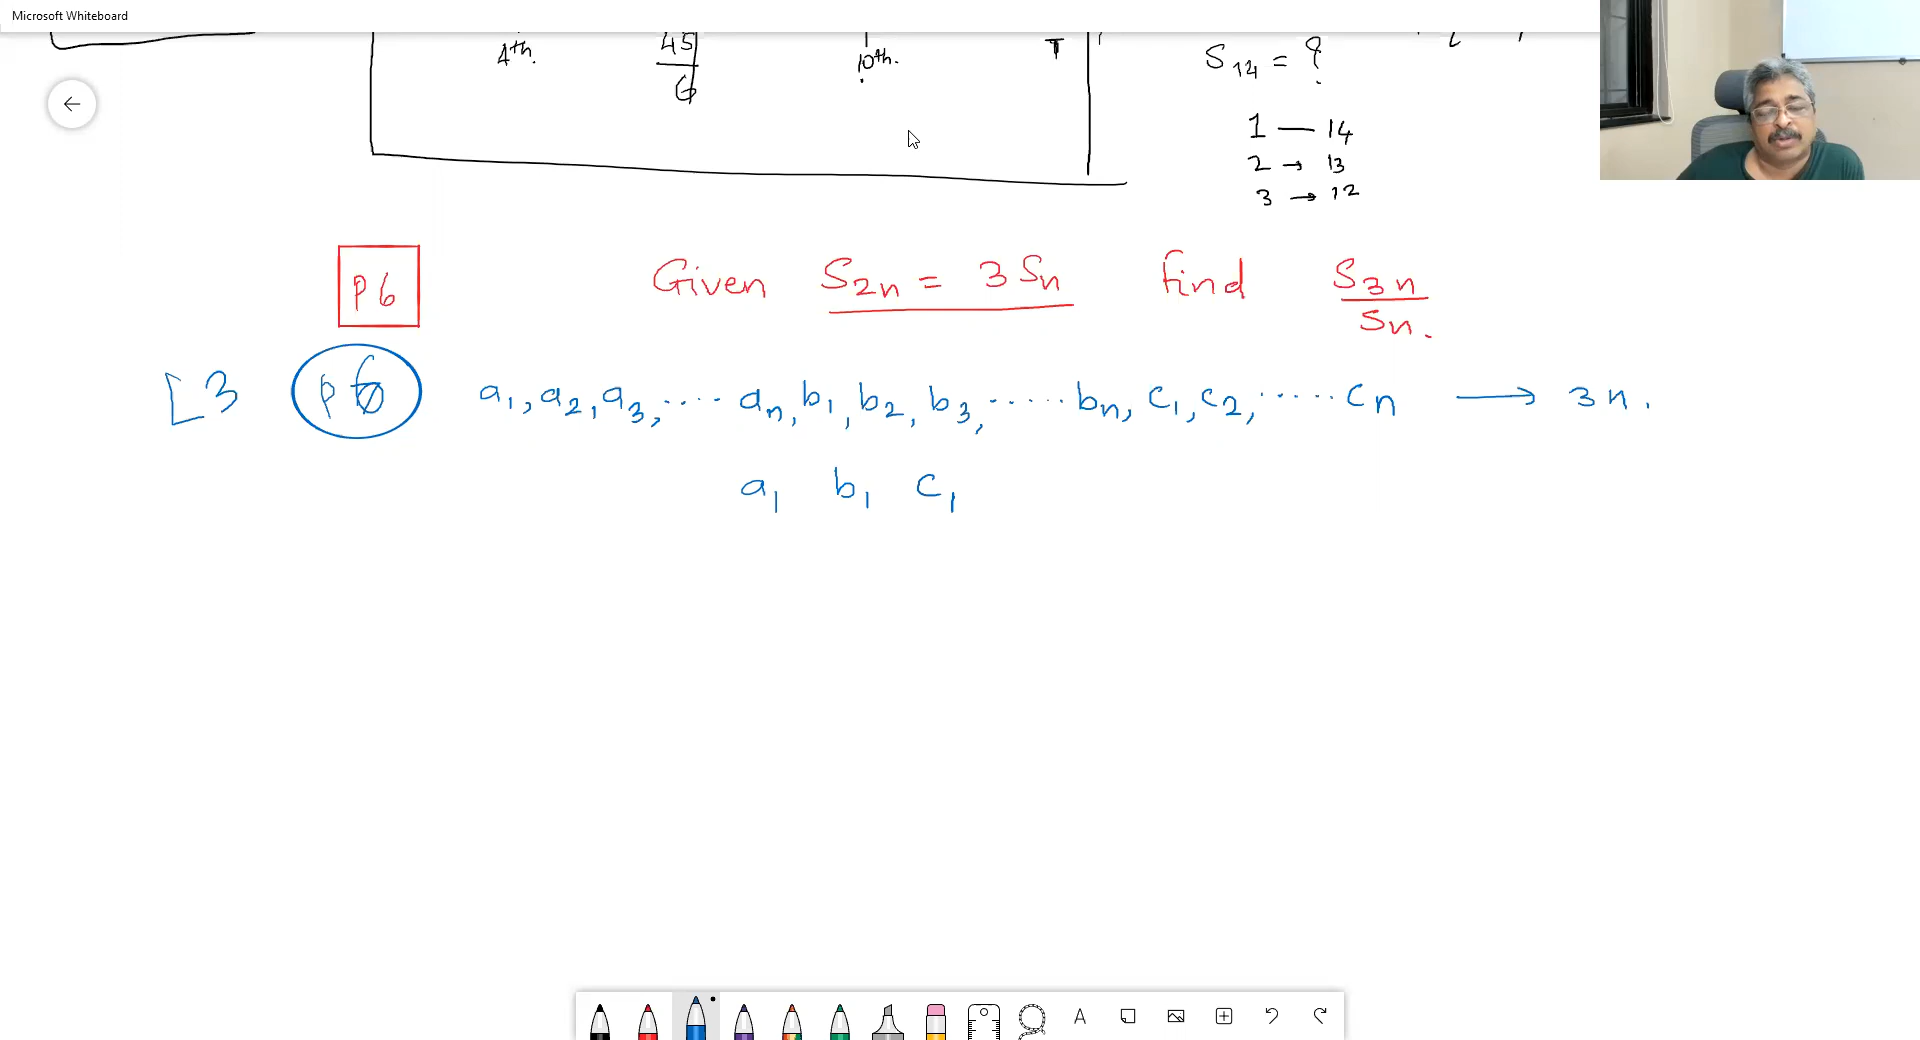 Microsoft Whiteboard
4th. 45/6 10th. T
S14 = ?
1 — 14
2 → 13
3 → 12
P6 Given S2n = 3Sn find S3n/Sn.
L3 P6 a1, a2, a3, ···· an, b1, b2, b3, ····· bn, c1, c2, ····· cn → 3n.
a1 b1 c1
A